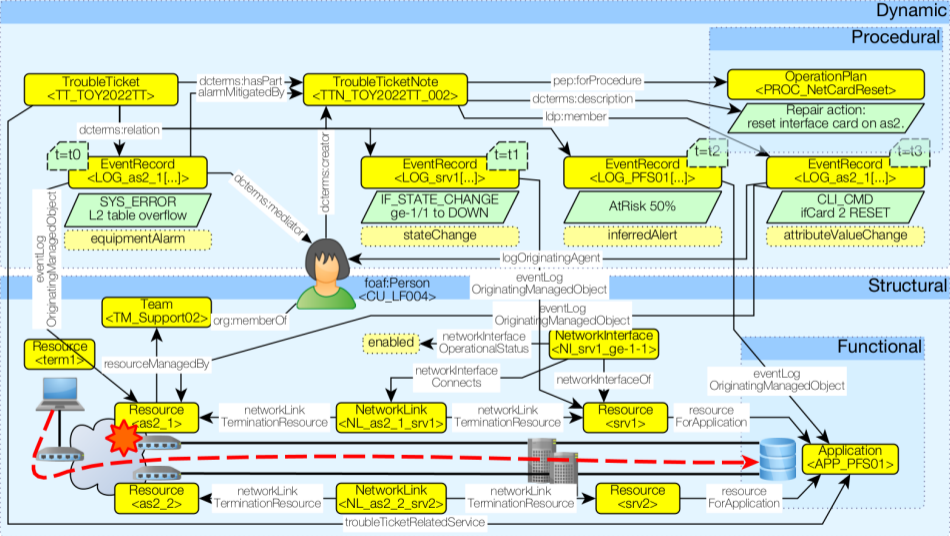 Dynamic
Procedural
TroubleTicket
<TT_TOY2022TT>
dcterms:hasPart
alarmMitigatedBy
TroubleTicketNote
<TTN_TOY2022TT_002>
pep:forProcedure
OperationPlan
<PROC_NetCardReset>
dcterms:description
ldp:member
Repair action:
reset interface card on as2.
dcterms:relation
dcterms:creator
t=t0
t=t1
t=t2
t=t3
EventRecord
<LOG_as2_1[...]>
EventRecord
<LOG_srv1[...]>
EventRecord
<LOG_PFS01[...]>
EventRecord
<LOG_as2_1[...]>
SYS_ERROR
L2 table overflow
dcterms:mediator
IF_STATE_CHANGE
ge-1/1 to DOWN
AtRisk 50%
CLI_CMD
ifCard 2 RESET
equipmentAlarm
stateChange
inferredAlert
attributeValueChange
eventLog
OriginatingManagedObject
logOriginatingAgent
foaf:Person
<CU_LF004>
eventLog
OriginatingManagedObject
Structural
Team
<TM_Support02>
org:memberOf
eventLog
OriginatingManagedObject
Resource
<term1>
resourceManagedBy
enabled
networkInterface
OperationalStatus
NetworkInterface
<NI_srv1_ge-1-1>
Functional
networkInterface
Connects
networkInterfaceOf
eventLog
OriginatingManagedObject
Resource
<as2_1>
networkLink
TerminationResource
NetworkLink
<NL_as2_1_srv1>
networkLink
TerminationResource
Resource
<srv1>
resource
ForApplication
Application
<APP_PFS01>
Resource
<as2_2>
networkLink
TerminationResource
NetworkLink
<NL_as2_2_srv2>
networkLink
TerminationResource
Resource
<srv2>
resource
ForApplication
troubleTicketRelatedService